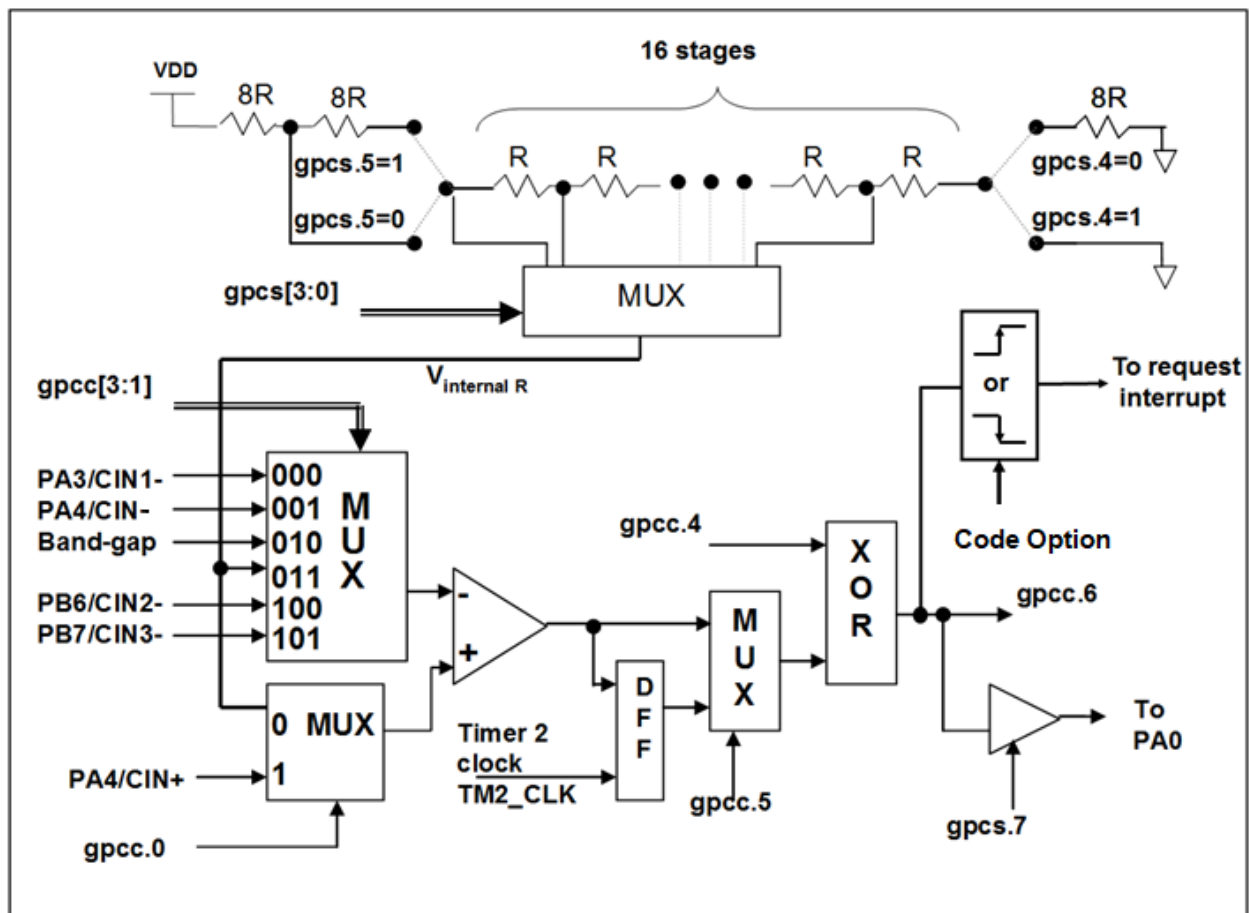 16 stages
VDD
8R
8R
8R
gpcs.5=1
R
R
R
R
gpcs.4=0
gpcs.5=0
gpcs.4=1
gpcs[3:0]
MUX
V internal R
gpcc[3:1]
or
To request
interrupt
Code Option
PA3/CIN1-
000
PA4/CIN-
001
Band-gap
010
011
PB6/CIN2-
100
PB7/CIN3-
101
M
U
X
-
+
gpcc.4
X
O
R
gpcc.6
M
U
X
D
F
F
0
MUX
1
PA4/CIN+
gpcc.0
Timer 2
clock
TM2_CLK
gpcc.5
To
PA0
gpcs.7